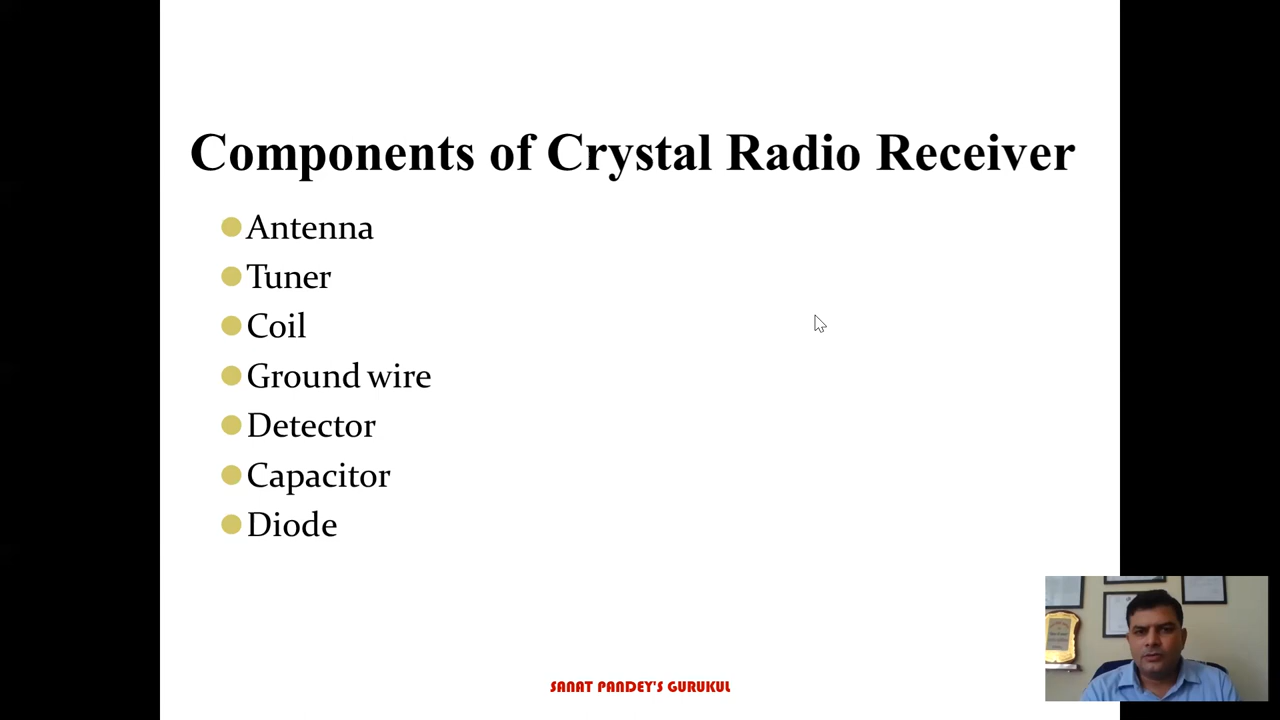 Components of Crystal Radio Receiver
Antenna
Tuner
Coil
Ground wire
Detector
Capacitor
Diode
SANAT PANDEY'S GURUKUL